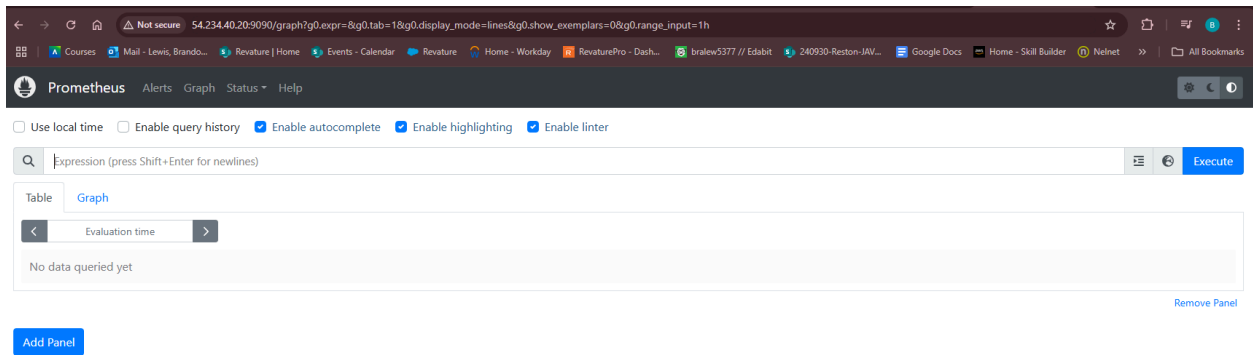 Not secure 54.234.40.20:9090/graph?g0.expr=&g0.tab=1&g0.display_mode=lines&g0.show_exemplars=0&g0.range_input=1h B
Courses Mail - Lewis, Brando... Revature | Home Events - Calendar Revature Home - Workday RevaturePro - Dash... bralew5377 // Edabit 240930-Reston-JAV... Google Docs Home - Skill Builder Nelnet » All Bookmarks
Prometheus Alerts Graph Status Help
Use local time Enable query history Enable autocomplete Enable highlighting Enable linter
Expression (press Shift+Enter for newlines) Execute
Table Graph
Evaluation time
No data queried yet
Remove Panel
Add Panel